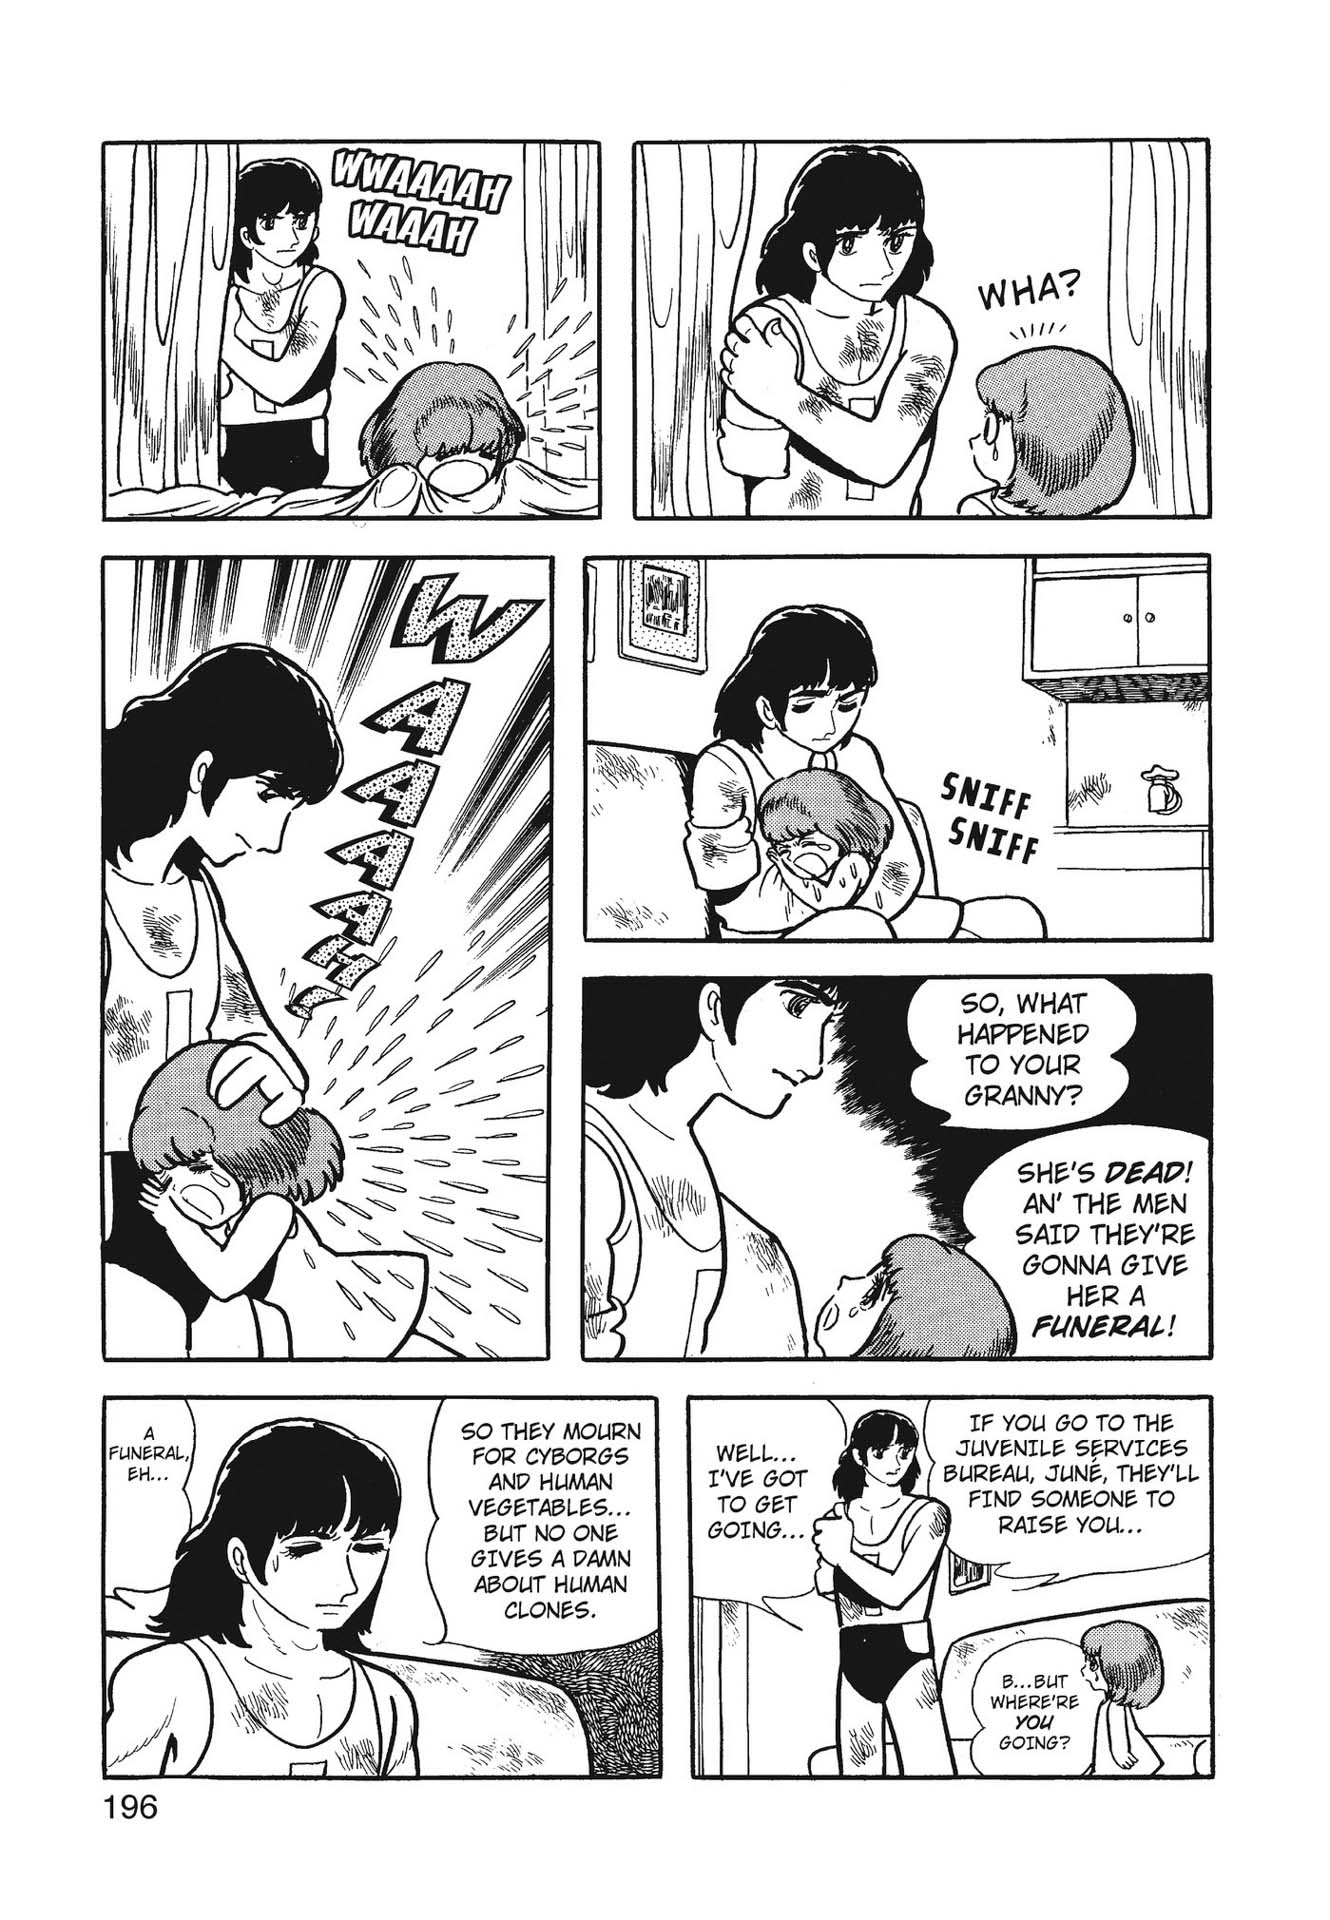 WWAAAAH
WAAAH
WHA?
WAAAAAH!
SNIFF
SNIFF
SO, WHAT
HAPPENED
TO YOUR
GRANNY?
SHE'S DEAD!
AN' THE MEN
SAID THEY'RE
GONNA GIVE
HER A
FUNERAL!
A
FUNERAL,
EH...
SO THEY MOURN
FOR CYBORGS
AND HUMAN
VEGETABLES...
BUT NO ONE
GIVES A DAMN
ABOUT HUMAN
CLONES.
WELL...
I'VE GOT
TO GET
GOING...
IF YOU GO TO THE
JUVENILE SERVICES
BUREAU, JUNÉ, THEY'LL
FIND SOMEONE TO
RAISE YOU...
B...BUT
WHERE'RE
YOU
GOING?
196